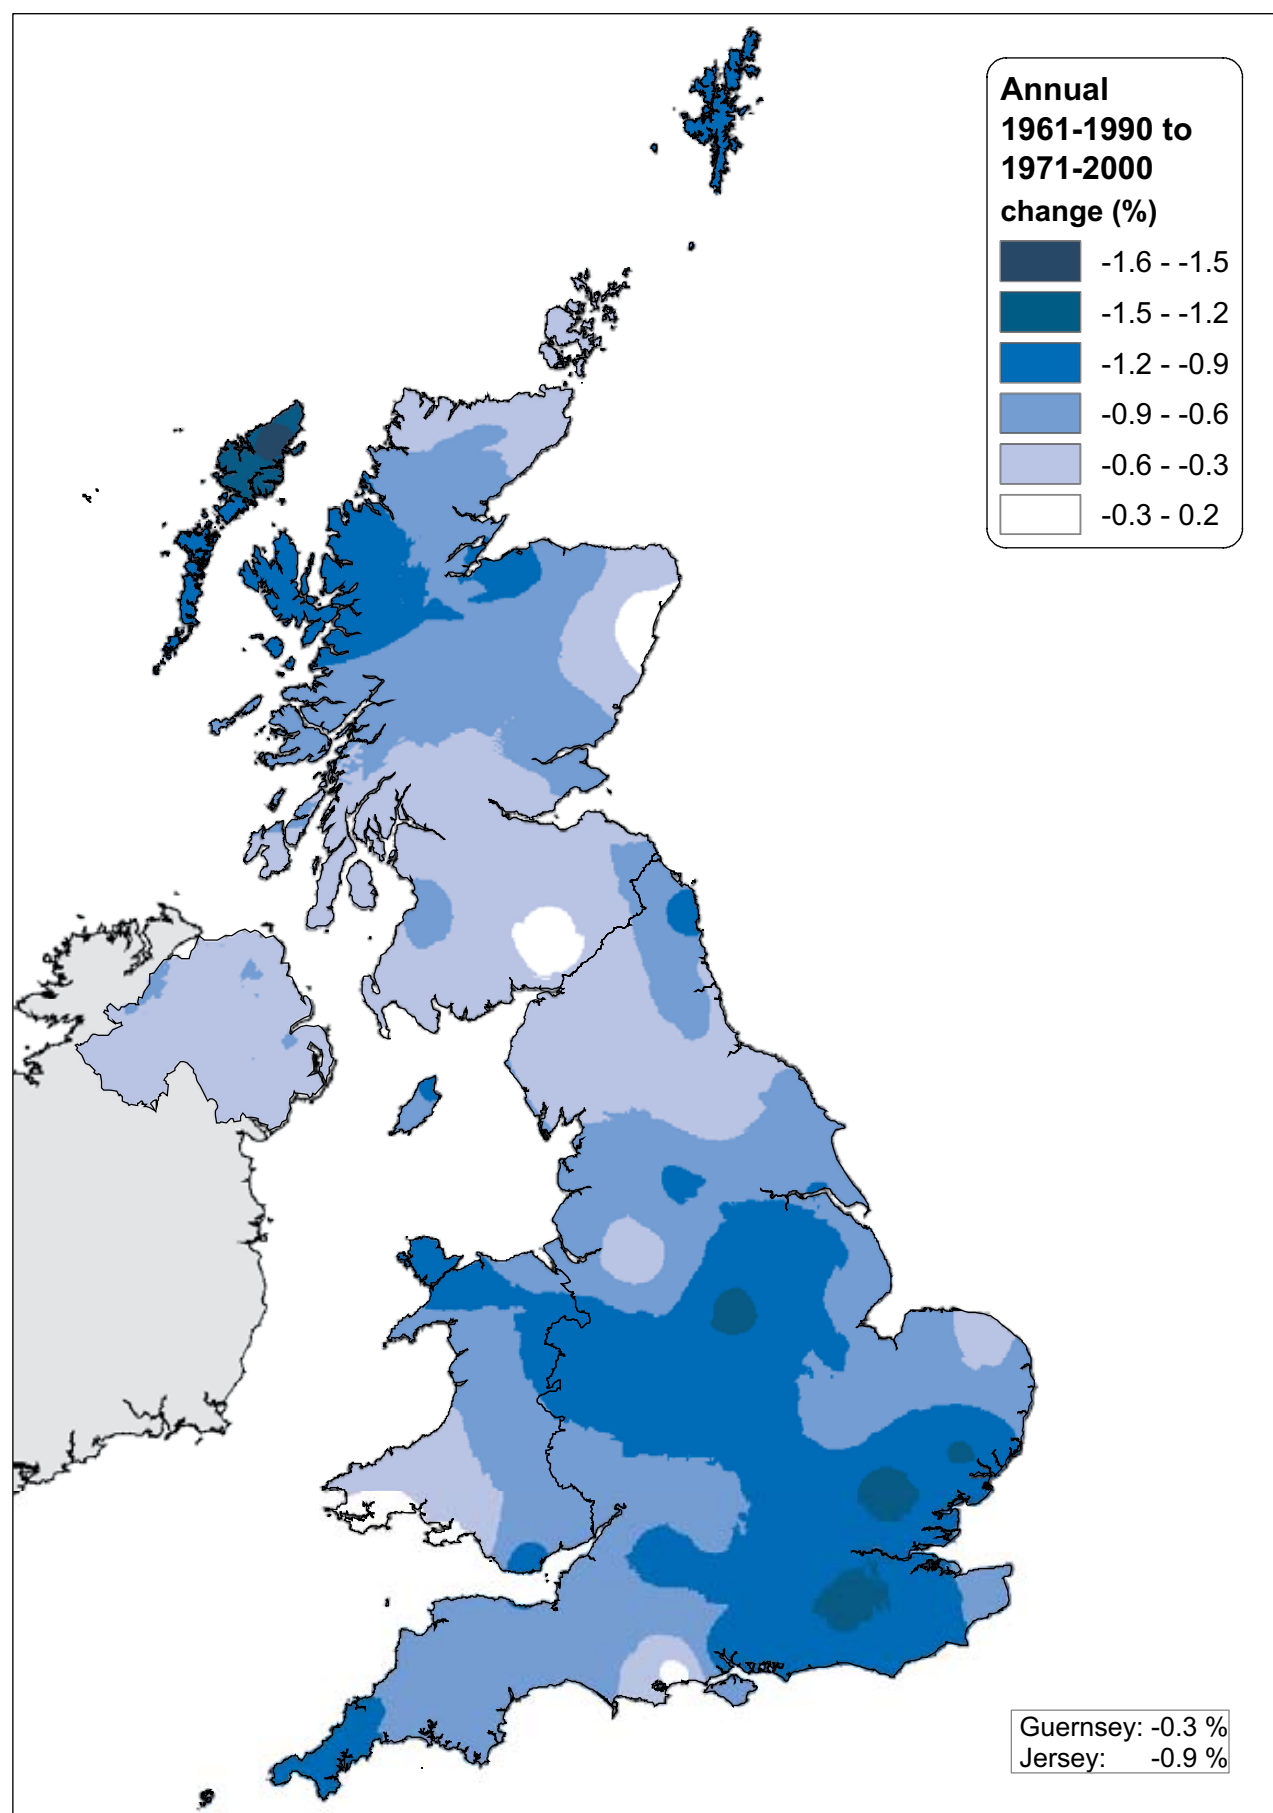 Annual
1961-1990 to
1971-2000
change (%)
-1.6 - -1.5
-1.5 - -1.2
-1.2 - -0.9
-0.9 - -0.6
-0.6 - -0.3
-0.3 - 0.2
Guernsey: -0.3 %
Jersey: -0.9 %